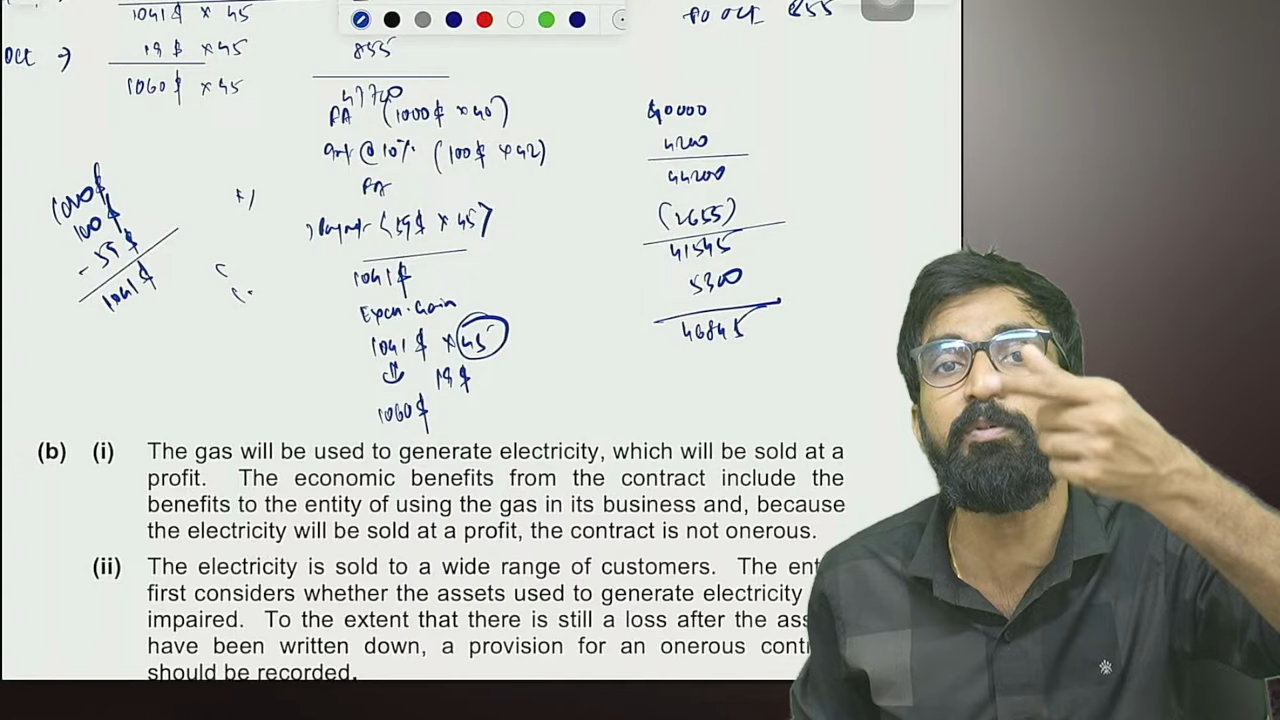 1041 $ x 45
to oct 855
oct → 19 $ x 45 855
1060 $ x 45 47700
FA (1000 $ x 40) 40000
Int @ 10% (100 $ x 42) 4200
44200
FA
(59 $ x 45) (2655)
1041 $ 41545
Exch. Gain 5300
1041 $ x 45 46845
19 $
1060 $
1000 $
100 $
- 59 $
1041 $
(b) (i) The gas will be used to generate electricity, which will be sold at a
profit. The economic benefits from the contract include the
benefits to the entity of using the gas in its business and, because
the electricity will be sold at a profit, the contract is not onerous.
(ii) The electricity is sold to a wide range of customers. The ent
first considers whether the assets used to generate electricity
impaired. To the extent that there is still a loss after the ass
have been written down, a provision for an onerous cont
should be recorded.